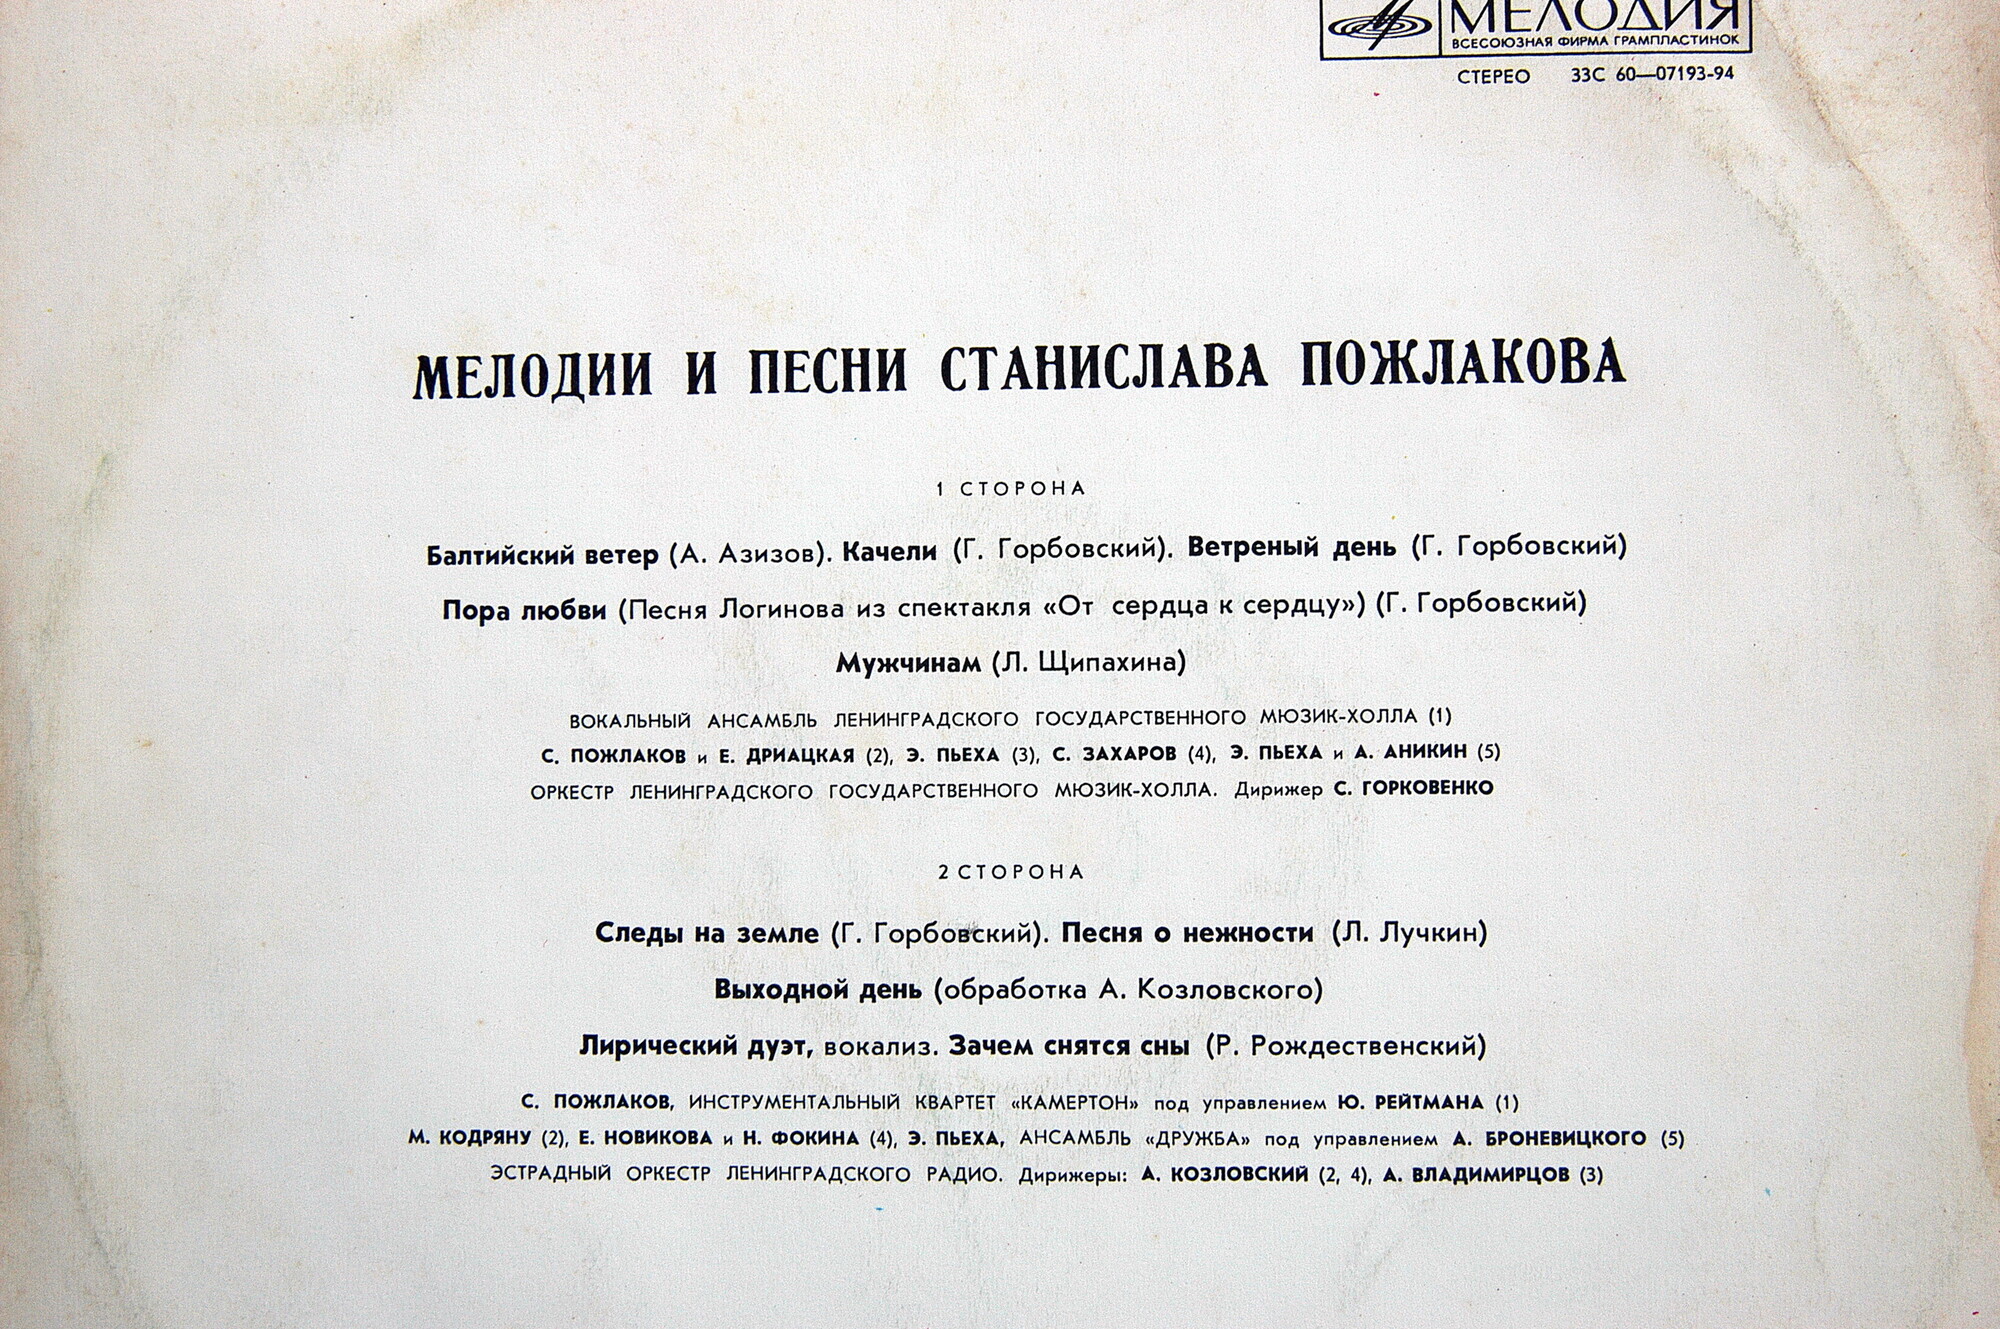 МЕЛОДИЯ
ВСЕСОЮЗНАЯ ФИРМА ГРАМПЛАСТИНОК
СТЕРЕО 33С 60—07193-94
МЕЛОДИИ И ПЕСНИ СТАНИСЛАВА ПОЖЛАКОВА
1 СТОРОНА
Балтийский ветер (А. Азизов). Качели (Г. Горбовский). Ветреный день (Г. Горбовский)
Пора любви (Песня Логинова из спектакля «От сердца к сердцу») (Г. Горбовский)
Мужчинам (Л. Щипахина)
ВОКАЛЬНЫЙ АНСАМБЛЬ ЛЕНИНГРАДСКОГО ГОСУДАРСТВЕННОГО МЮЗИК-ХОЛЛА (1)
С. ПОЖЛАКОВ и Е. ДРИАЦКАЯ (2), Э. ПЬЕХА (3), С. ЗАХАРОВ (4), Э. ПЬЕХА и А. АНИКИН (5)
ОРКЕСТР ЛЕНИНГРАДСКОГО ГОСУДАРСТВЕННОГО МЮЗИК-ХОЛЛА. Дирижер С. ГОРКОВЕНКО
2 СТОРОНА
Следы на земле (Г. Горбовский). Песня о нежности (Л. Лучкин)
Выходной день (обработка А. Козловского)
Лирический дуэт, вокализ. Зачем снятся сны (Р. Рождественский)
С. ПОЖЛАКОВ, ИНСТРУМЕНТАЛЬНЫЙ КВАРТЕТ «КАМЕРТОН» под управлением Ю. РЕЙТМАНА (1)
М. КОДРЯНУ (2), Е. НОВИКОВА и Н. ФОКИНА (4), Э. ПЬЕХА, АНСАМБЛЬ «ДРУЖБА» под управлением А. БРОНЕВИЦКОГО (5)
ЭСТРАДНЫЙ ОРКЕСТР ЛЕНИНГРАДСКОГО РАДИО. Дирижеры: А. КОЗЛОВСКИЙ (2, 4), А. ВЛАДИМИРЦОВ (3)